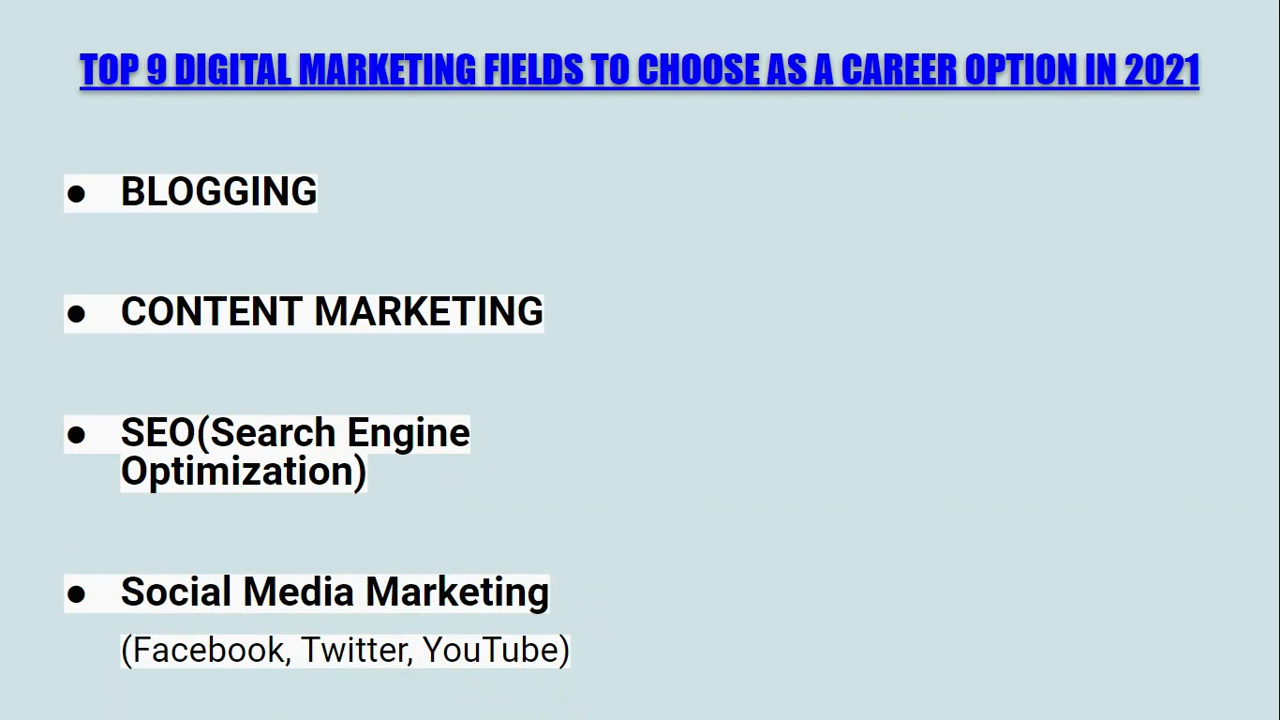 TOP 9 DIGITAL MARKETING FIELDS TO CHOOSE AS A CAREER OPTION IN 2021
● BLOGGING
● CONTENT MARKETING
● SEO(Search Engine
Optimization)
● Social Media Marketing
(Facebook, Twitter, YouTube)